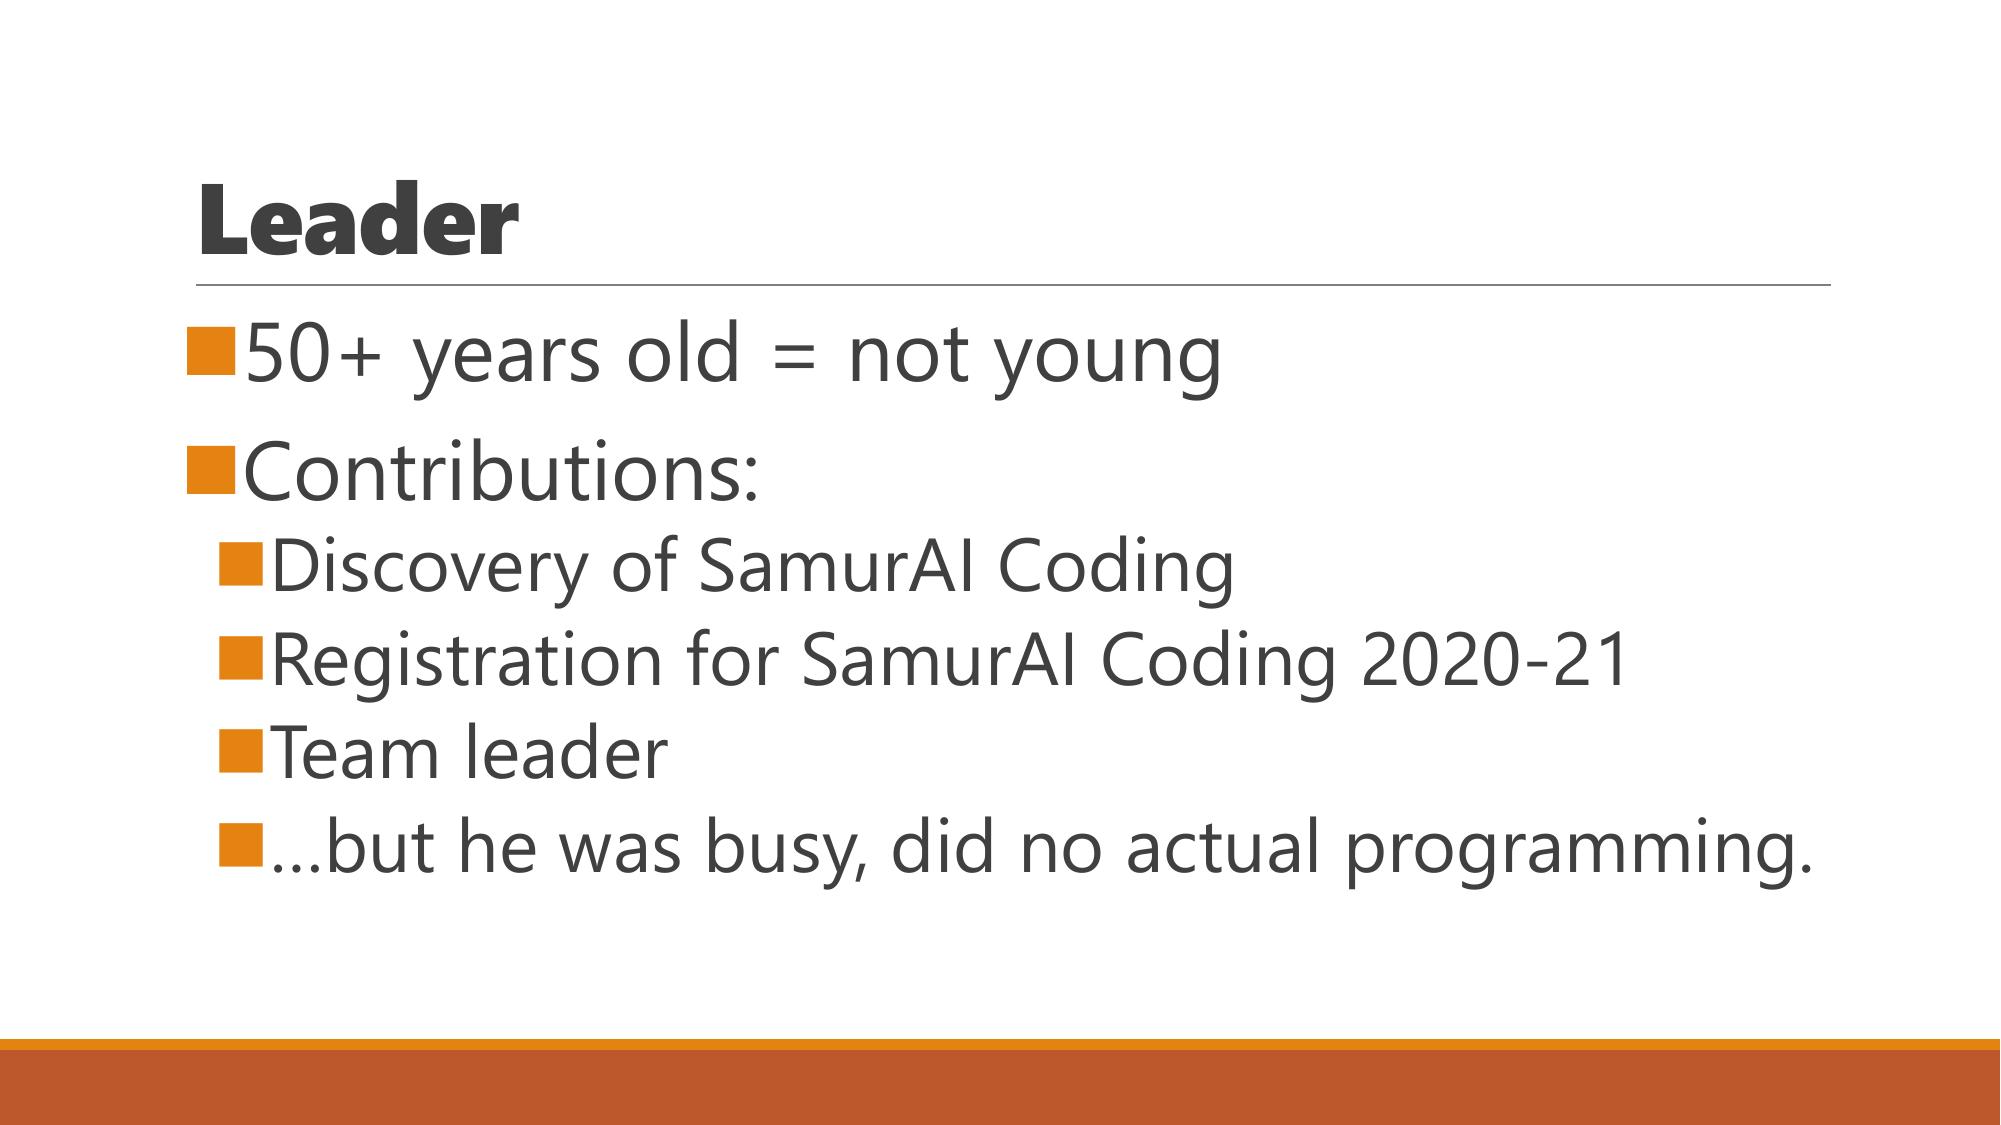 Leader
■50+ years old = not young
■Contributions:
■Discovery of SamurAI Coding
■Registration for SamurAI Coding 2020-21
■Team leader
■…but he was busy, did no actual programming.